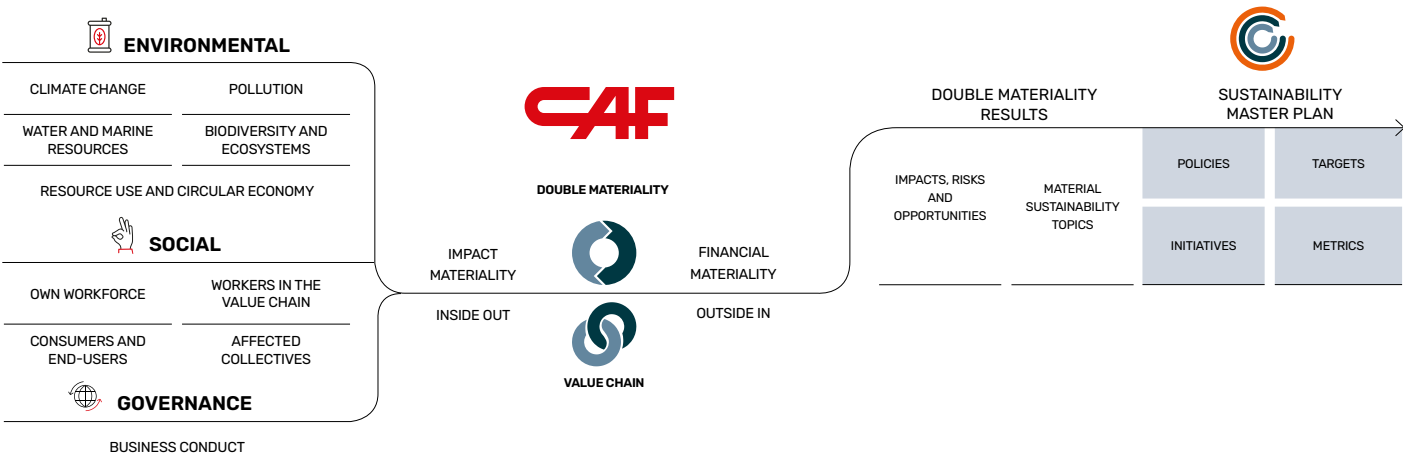 ENVIRONMENTAL
CLIMATE CHANGE
POLLUTION
WATER AND MARINE
RESOURCES
BIODIVERSITY AND
ECOSYSTEMS
RESOURCE USE AND CIRCULAR ECONOMY
SOCIAL
OWN WORKFORCE
WORKERS IN THE
VALUE CHAIN
CONSUMERS AND
END-USERS
AFFECTED
COLLECTIVES
GOVERNANCE
BUSINESS CONDUCT
CAF
DOUBLE MATERIALITY
IMPACT
MATERIALITY
INSIDE OUT
FINANCIAL
MATERIALITY
OUTSIDE IN
VALUE CHAIN
DOUBLE MATERIALITY
RESULTS
IMPACTS, RISKS
AND
OPPORTUNITIES
MATERIAL
SUSTAINABILITY
TOPICS
SUSTAINABILITY
MASTER PLAN
POLICIES
TARGETS
INITIATIVES
METRICS